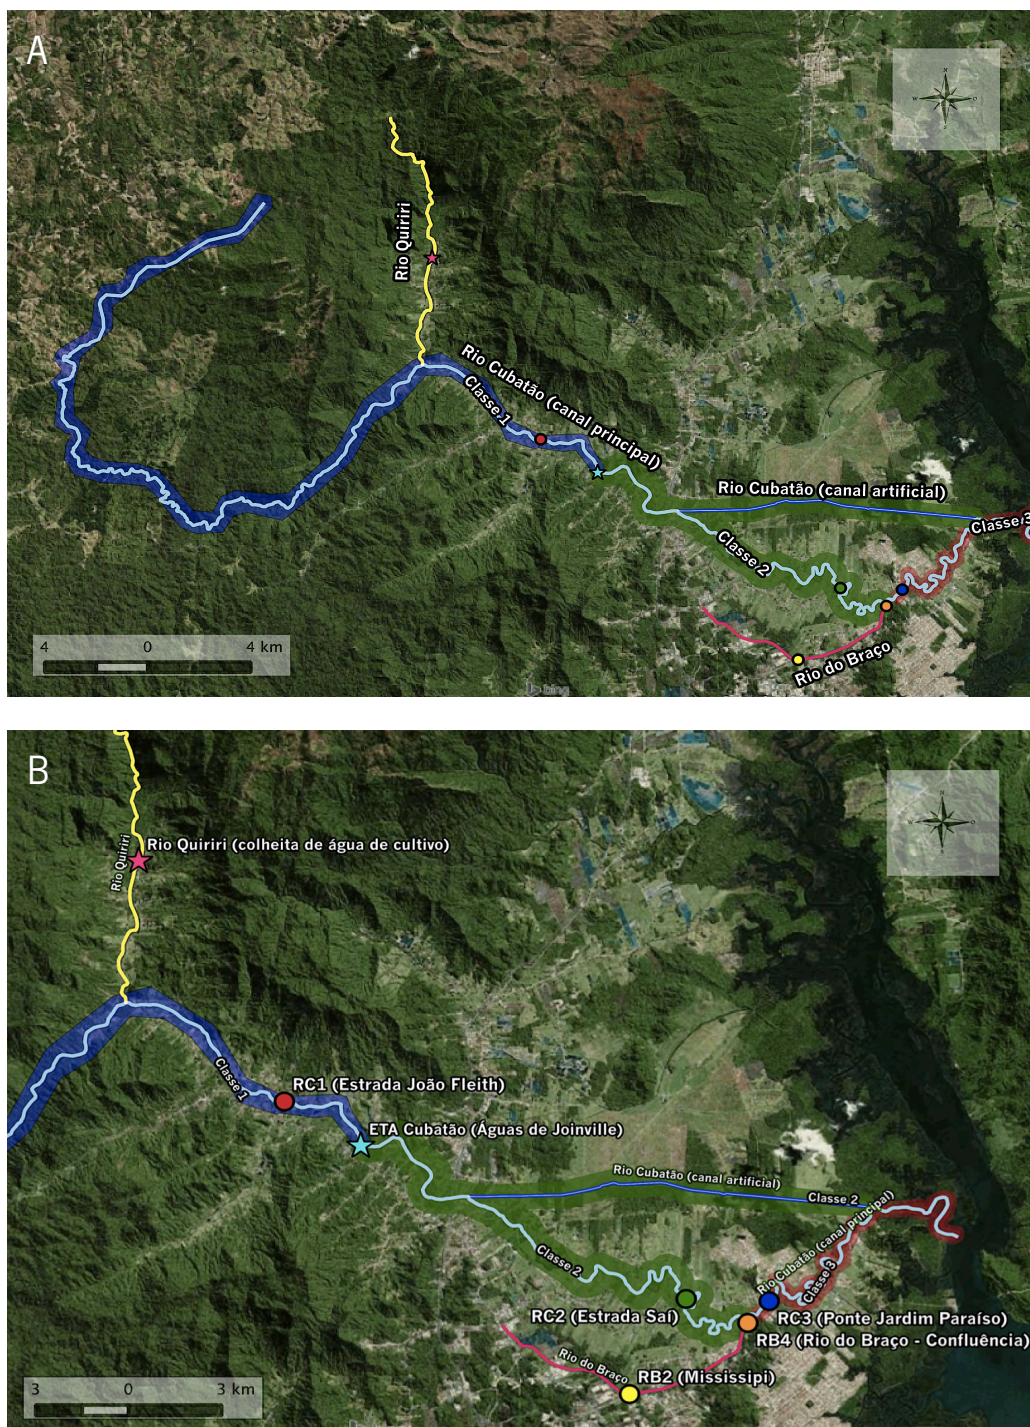 A
Rio Quiriri
Rio Cubatão (canal principal)
Classe 1
Rio Cubatão (canal artificial)
Classe 3
Classe 2
Rio do Braço
4 0 4 km
bing
B
Rio Quiriri (colheita de água de cultivo)
Rio Quiriri
Classe 1
RC1 (Estrada João Fleith)
ETA Cubatão (Águas de Joinville)
Rio Cubatão (canal artificial)
Classe 2
Rio Cubatão (canal principal)
Classe 2
Classe 3
RC2 (Estrada Saí)
RC3 (Ponte Jardim Paraíso)
RB4 (Rio do Braço - Confluência)
Rio do Braço
RB2 (Mississipi)
3 0 3 km